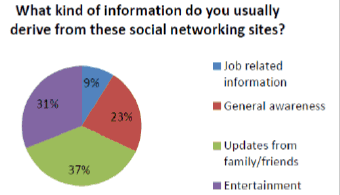 What kind of information do you usually
derive from these social networking sites?
9%
23%
37%
31%
Job related
information
General awareness
Updates from
family/friends
Entertainment